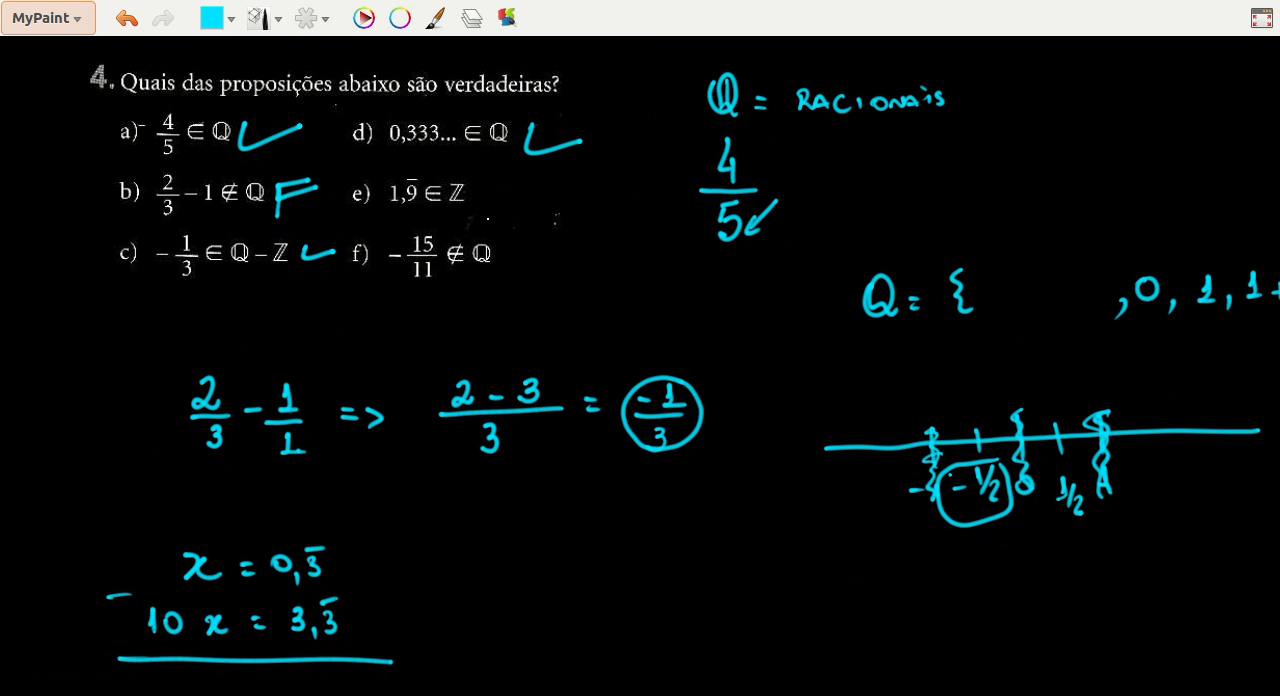 MyPaint
4. Quais das proposições abaixo são verdadeiras?
a) - 4/5 ∈ ℚ
b) 2/3 - 1 ∉ ℚ F
c) - 1/3 ∈ ℚ - ℤ
d) 0,333... ∈ ℚ
e) 1,9̅ ∈ ℤ
f) - 15/11 ∉ ℚ
ℚ = RACIONAIS
4/5
Q = { , 0, 1, 1+
2/3 - 1/1 => (2 - 3)/3 = -1/3
-1/2 0 1/2
x = 0,3̅
- 10 x = 3,3̅